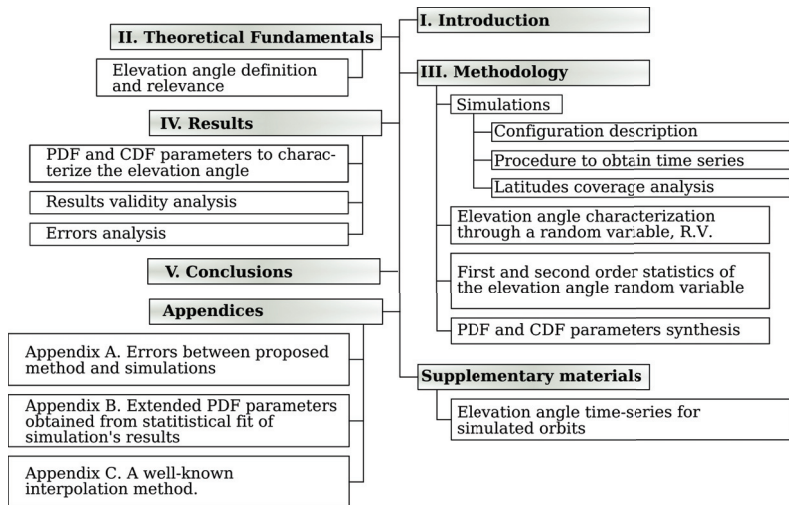 I. Introduction
II. Theoretical Fundamentals
Elevation angle definition
and relevance
III. Methodology
Simulations
Configuration description
Procedure to obtain time series
Latitudes coverage analysis
Elevation angle characterization
through a random variable, R.V.
First and second order statistics of
the elevation angle random variable
PDF and CDF parameters synthesis
IV. Results
PDF and CDF parameters to charac-
terize the elevation angle
Results validity analysis
Errors analysis
V. Conclusions
Appendices
Appendix A. Errors between proposed
method and simulations
Appendix B. Extended PDF parameters
obtained from statitistical fit of
simulation's results
Appendix C. A well-known
interpolation method.
Supplementary materials
Elevation angle time-series for
simulated orbits